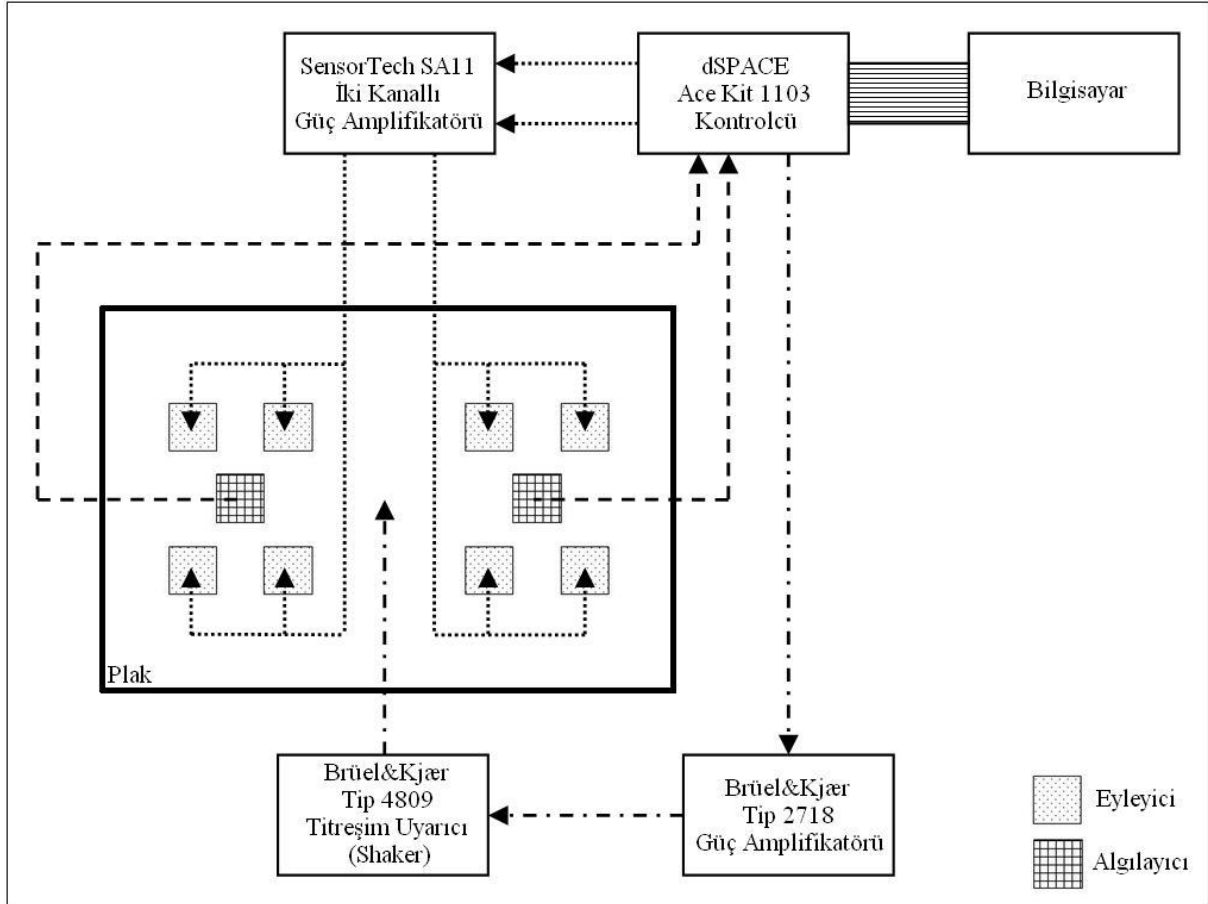 SensorTech SA11
İki Kanallı
Güç Amplifikatörü
dSPACE
Ace Kit 1103
Kontrolcü
Bilgisayar
Plak
Brüel&Kjær
Tip 4809
Titreşim Uyarıcı
(Shaker)
Brüel&Kjær
Tip 2718
Güç Amplifikatörü
Eyleyici
Algılayıcı